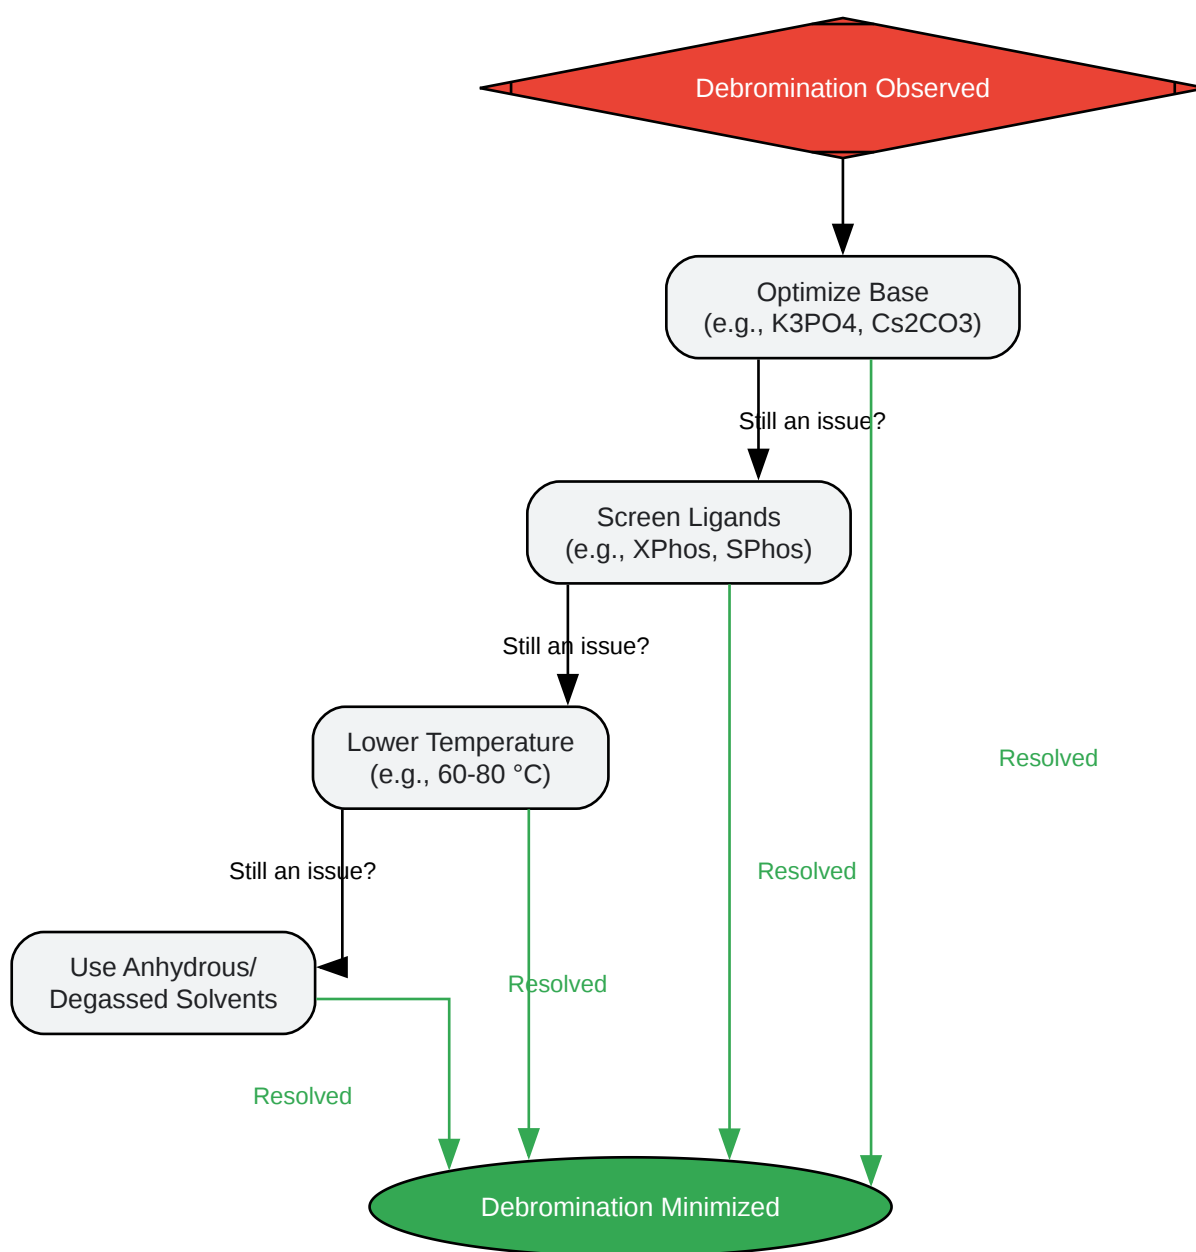 Debromination Observed
Optimize Base
(e.g., K3PO4, Cs2CO3)
Still an issue?
Screen Ligands
(e.g., XPhos, SPhos)
Still an issue?
Lower Temperature
(e.g., 60-80 °C)
Resolved
Still an issue?
Resolved
Use Anhydrous/
Degassed Solvents
Resolved
Resolved
Debromination Minimized